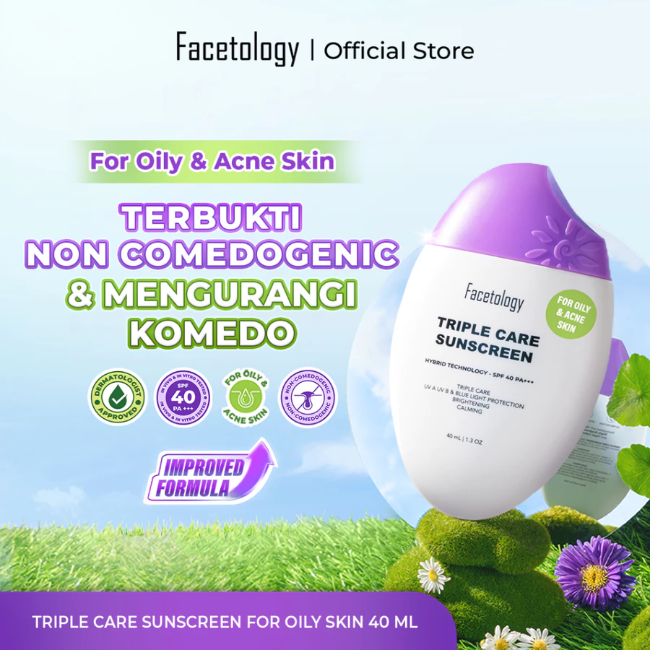 Facetology | Official Store
For Oily & Acne Skin
TERBUKTI
NON COMEDOGENIC
& MENGURANGI
KOMEDO
DERMATOLOGIST
APPROVED
SPF
40
PA +++
FOR OILY &
ACNE SKIN
NON-COMEDOGENIC
NON-COMEDOGENIC
IMPROVED
FORMULA
Facetology
FOR OILY
& ACNE
SKIN
TRIPLE CARE
SUNSCREEN
HYBRID TECHNOLOGY - SPF 40 PA+++
TRIPLE CARE
UV A UV B & BLUE LIGHT PROTECTION
BRIGHTENING
CALMING
40 mL | 1.3 OZ
TRIPLE CARE SUNSCREEN FOR OILY SKIN 40 ML